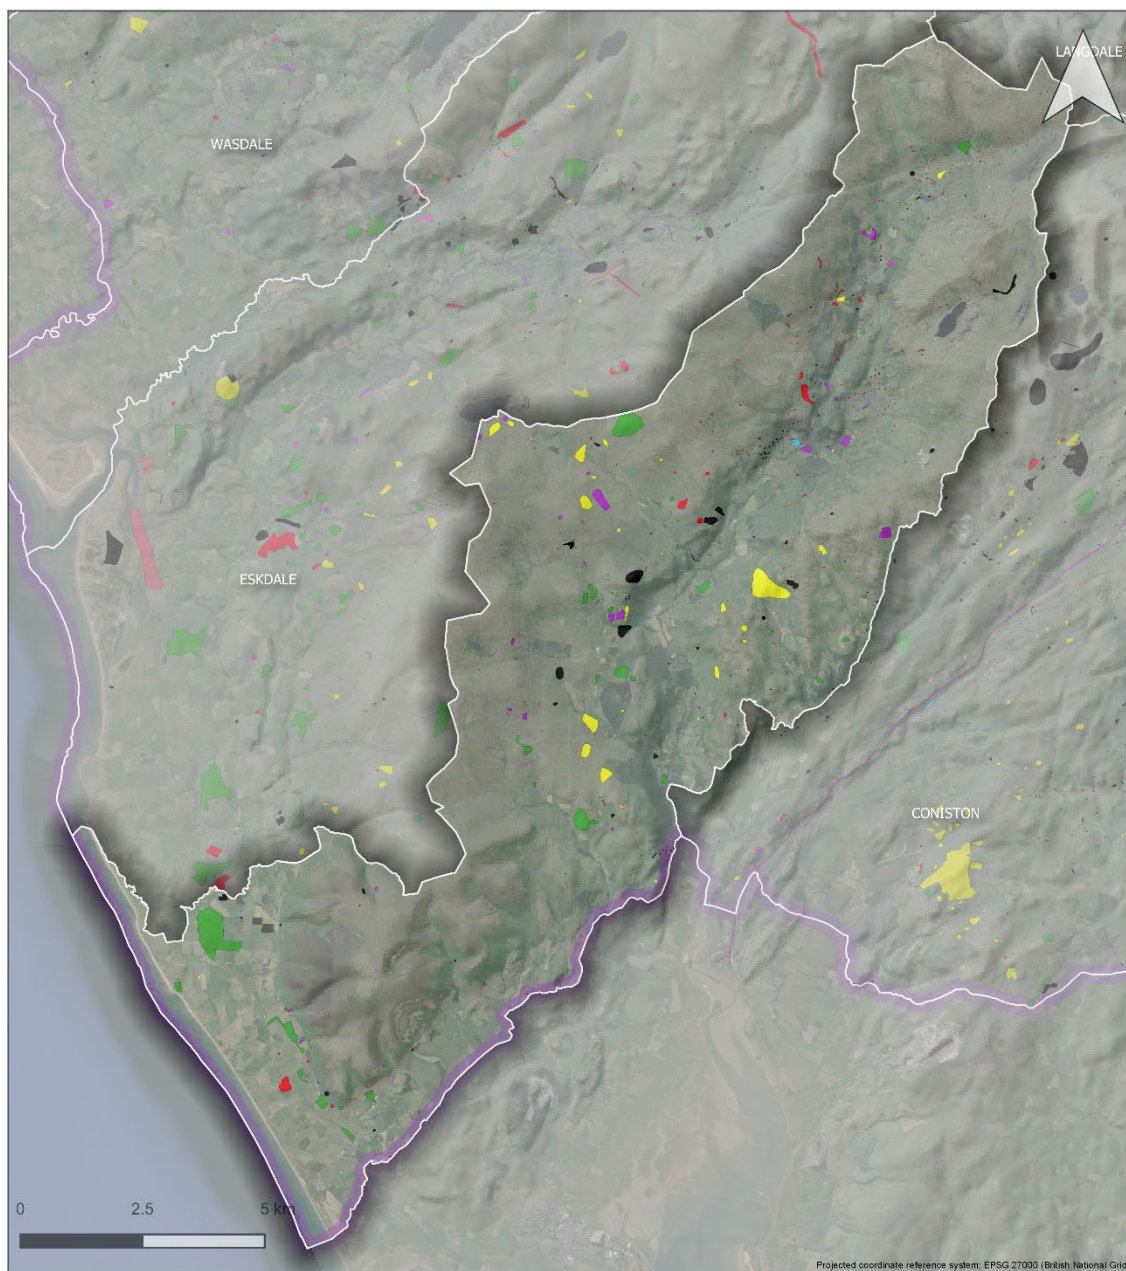 LANGDALE
WASDALE
ESKDALE
CONISTON
0 2.5 5 km
Projected coordinate reference system: EPSG 27000 (British National Grid